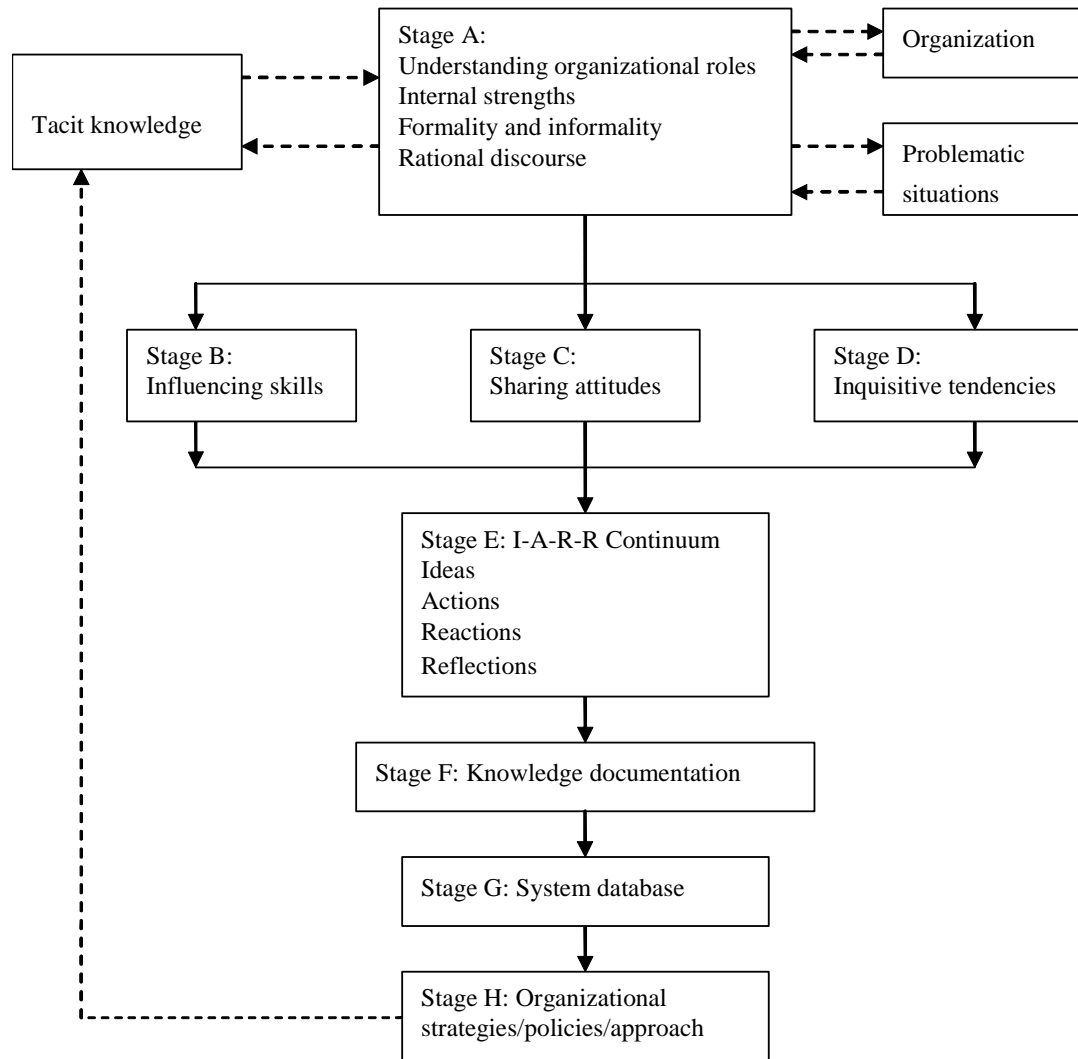 Stage A:
Understanding organizational roles
Internal strengths
Formality and informality
Rational discourse
Organization
Tacit knowledge
Problematic
situations
Stage B:
Influencing skills
Stage C:
Sharing attitudes
Stage D:
Inquisitive tendencies
Stage E: I-A-R-R Continuum
Ideas
Actions
Reactions
Reflections
Stage F: Knowledge documentation
Stage G: System database
Stage H: Organizational
strategies/policies/approach